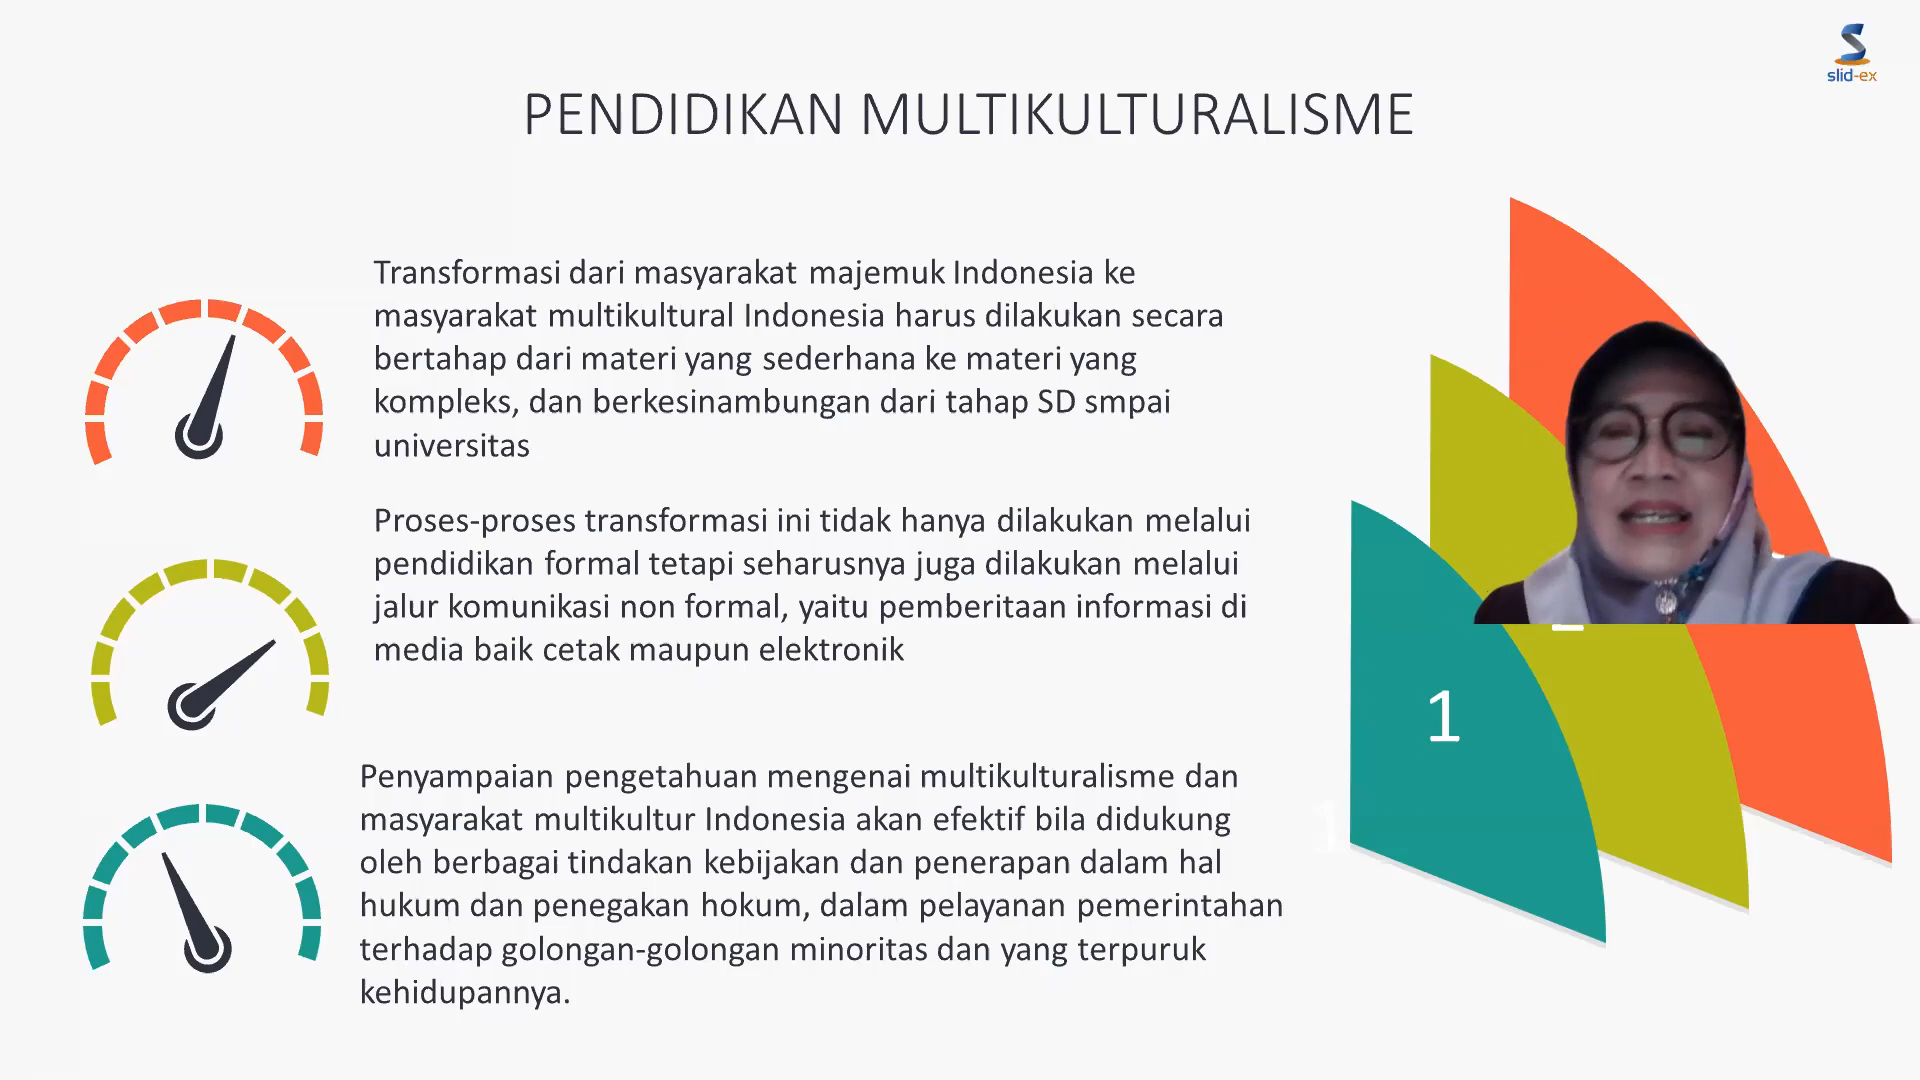 slid-ex
PENDIDIKAN MULTIKULTURALISME
Transformasi dari masyarakat majemuk Indonesia ke
masyarakat multikultural Indonesia harus dilakukan secara
bertahap dari materi yang sederhana ke materi yang
kompleks, dan berkesinambungan dari tahap SD smpai
universitas
Proses-proses transformasi ini tidak hanya dilakukan melalui
pendidikan formal tetapi seharusnya juga dilakukan melalui
jalur komunikasi non formal, yaitu pemberitaan informasi di
media baik cetak maupun elektronik
Penyampaian pengetahuan mengenai multikulturalisme dan
masyarakat multikultur Indonesia akan efektif bila didukung
oleh berbagai tindakan kebijakan dan penerapan dalam hal
hukum dan penegakan hokum, dalam pelayanan pemerintahan
terhadap golongan-golongan minoritas dan yang terpuruk
kehidupannya.
1
1